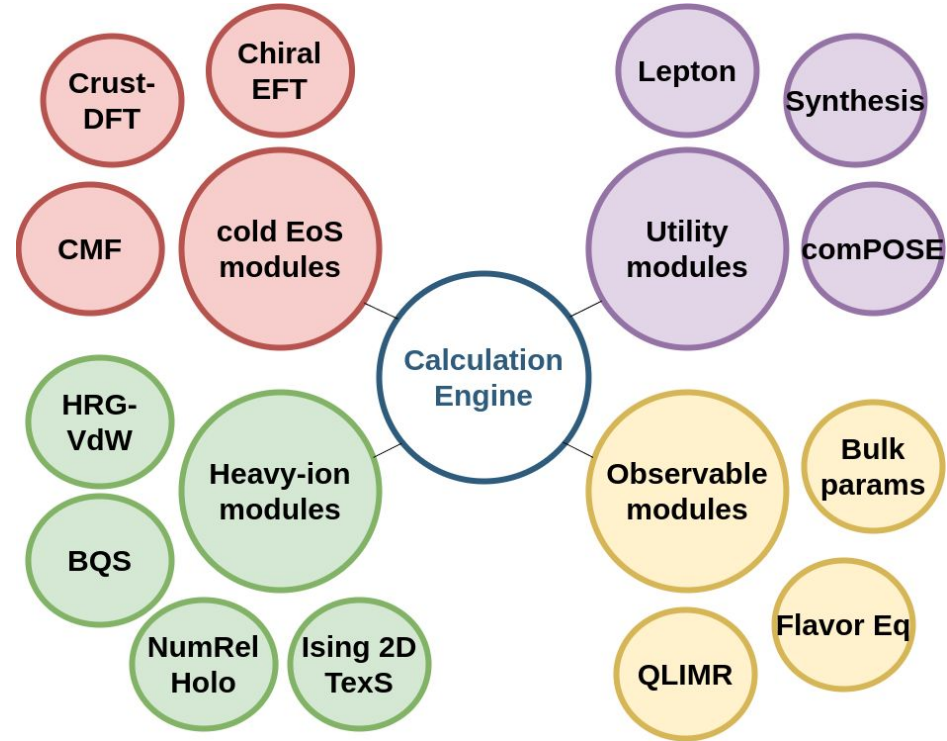 Crust-
DFT
Chiral
EFT
CMF
cold EoS
modules
Lepton
Synthesis
Utility
modules
comPOSE
Calculation
Engine
HRG-
VdW
BQS
Heavy-ion
modules
NumRel
Holo
Ising 2D
TexS
Observable
modules
Bulk
params
Flavor Eq
QLIMR